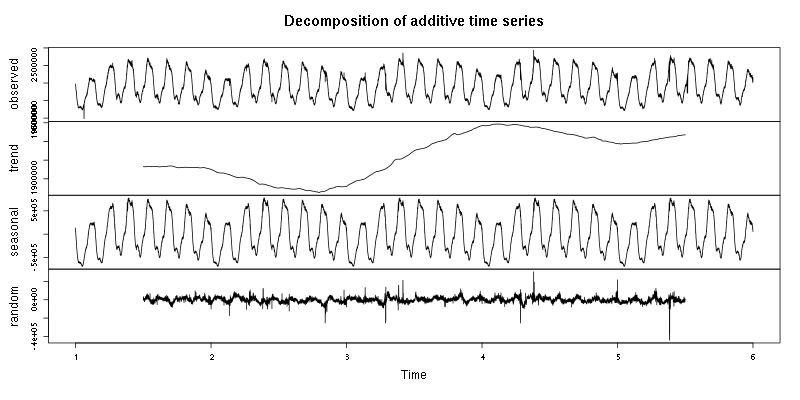 Decomposition of additive time series
observed
2500000
trend
1900000
seasonal
5e+05
-5e+05
random
0e+00
-4e+05
1 2 3 4 5 6
Time